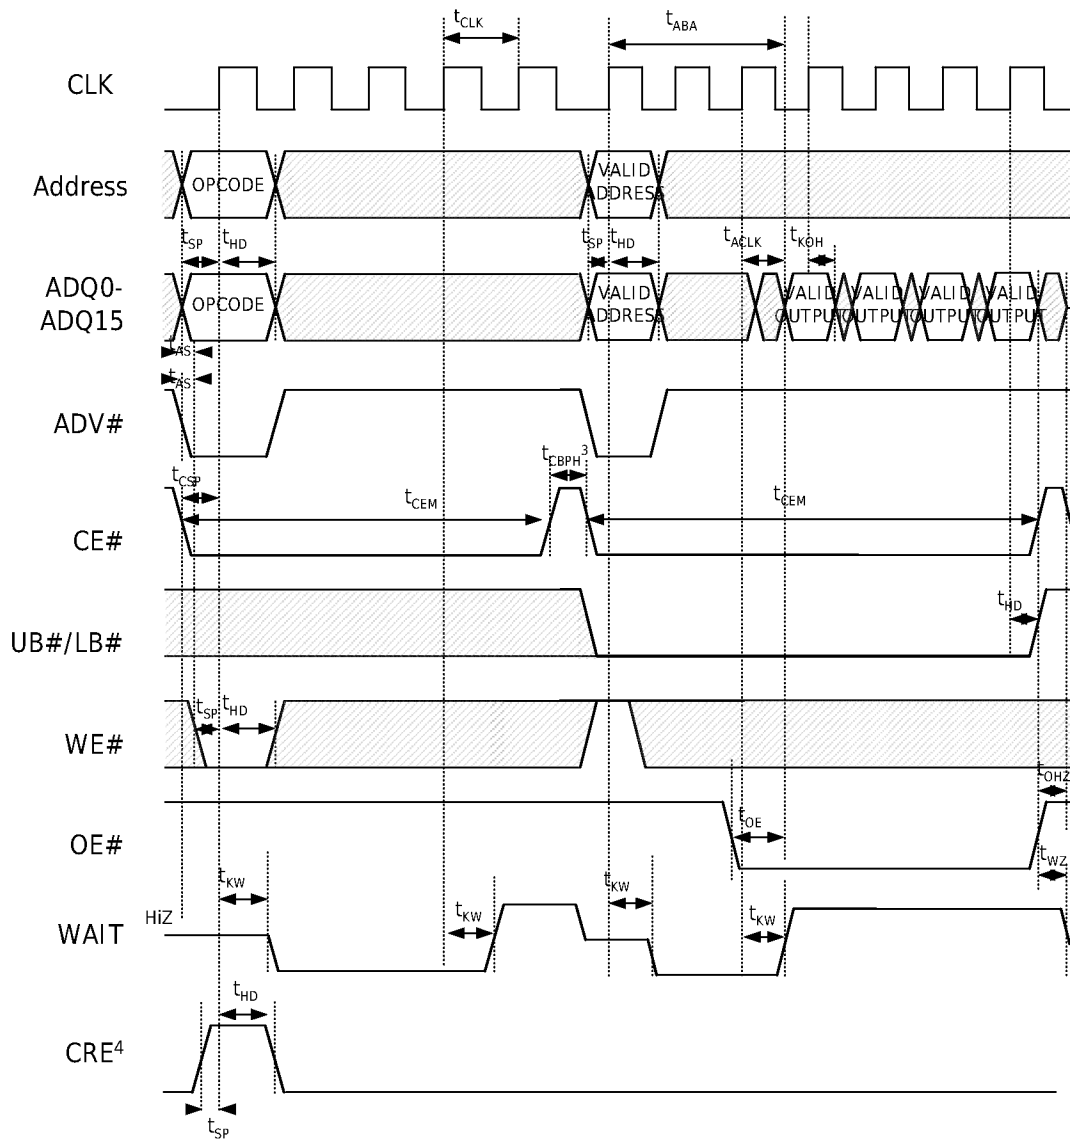 tCLK
tABA
CLK
Address
OPCODE
VALID
ADDRESS
tSP
tHD
tSP
tHD
tACLK
tKOH
ADQ0-
ADQ15
OPCODE
VALID
ADDRESS
VALID
OUTPUT
VALID
OUTPUT
VALID
OUTPUT
VALID
OUTPUT
tAS
tAS
ADV#
tCBPH3
tCSP
tCEM
tCEM
CE#
tHD
UB#/LB#
tSP
tHD
WE#
tOHZ
tOE
OE#
tWZ
tKW
tKW
HiZ
tKW
tKW
WAIT
tHD
CRE4
tSP